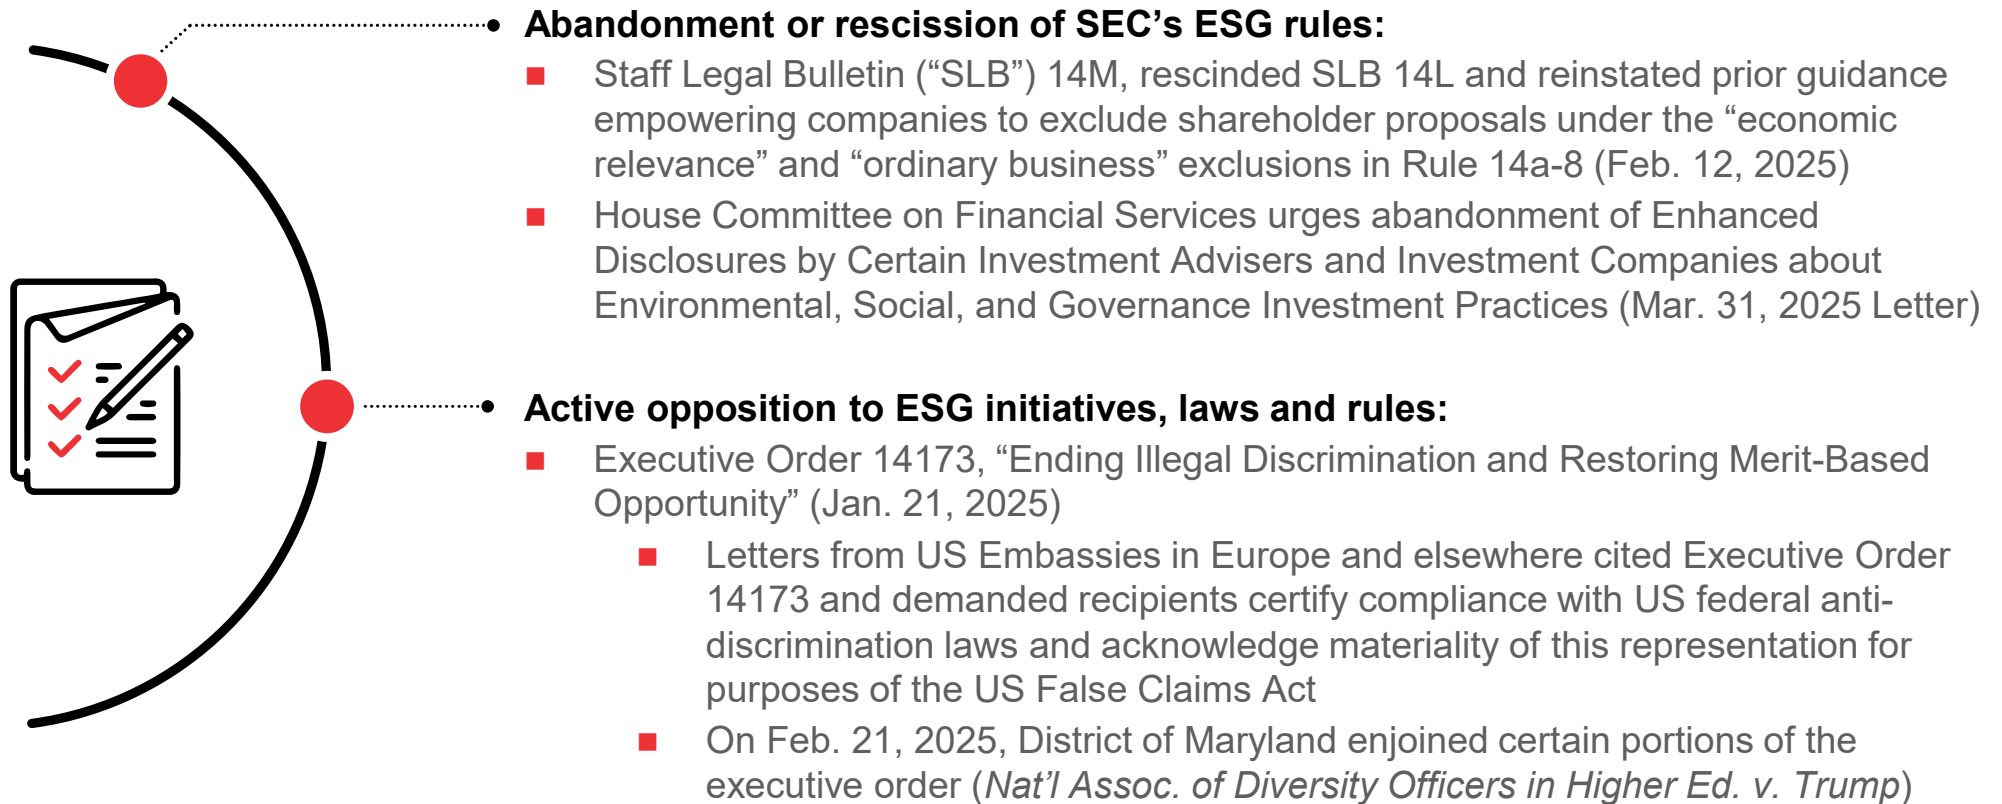 Abandonment or rescission of SEC’s ESG rules:
Staff Legal Bulletin (“SLB”) 14M, rescinded SLB 14L and reinstated prior guidance
empowering companies to exclude shareholder proposals under the “economic
relevance” and “ordinary business” exclusions in Rule 14a-8 (Feb. 12, 2025)
House Committee on Financial Services urges abandonment of Enhanced
Disclosures by Certain Investment Advisers and Investment Companies about
Environmental, Social, and Governance Investment Practices (Mar. 31, 2025 Letter)
Active opposition to ESG initiatives, laws and rules:
Executive Order 14173, “Ending Illegal Discrimination and Restoring Merit-Based
Opportunity” (Jan. 21, 2025)
Letters from US Embassies in Europe and elsewhere cited Executive Order
14173 and demanded recipients certify compliance with US federal anti-
discrimination laws and acknowledge materiality of this representation for
purposes of the US False Claims Act
On Feb. 21, 2025, District of Maryland enjoined certain portions of the
executive order (Nat’l Assoc. of Diversity Officers in Higher Ed. v. Trump)